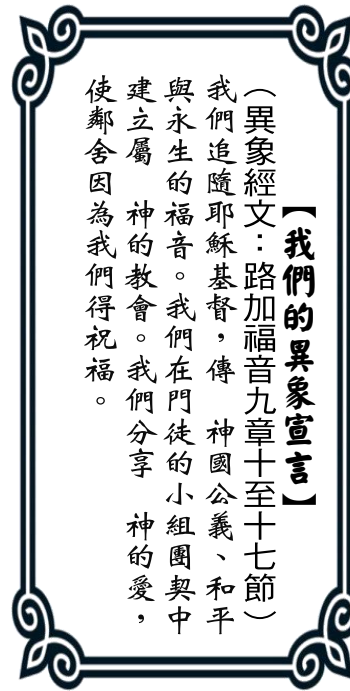 【我們的異象宣言】
（異象經文：路加福音九章十至十七節）
我們追隨耶穌基督，傳　神國公義、和平
與永生的福音。我們在門徒的小組團契中
建立屬　神的教會。我們分享　神的愛，
使鄰舍因為我們得祝福。